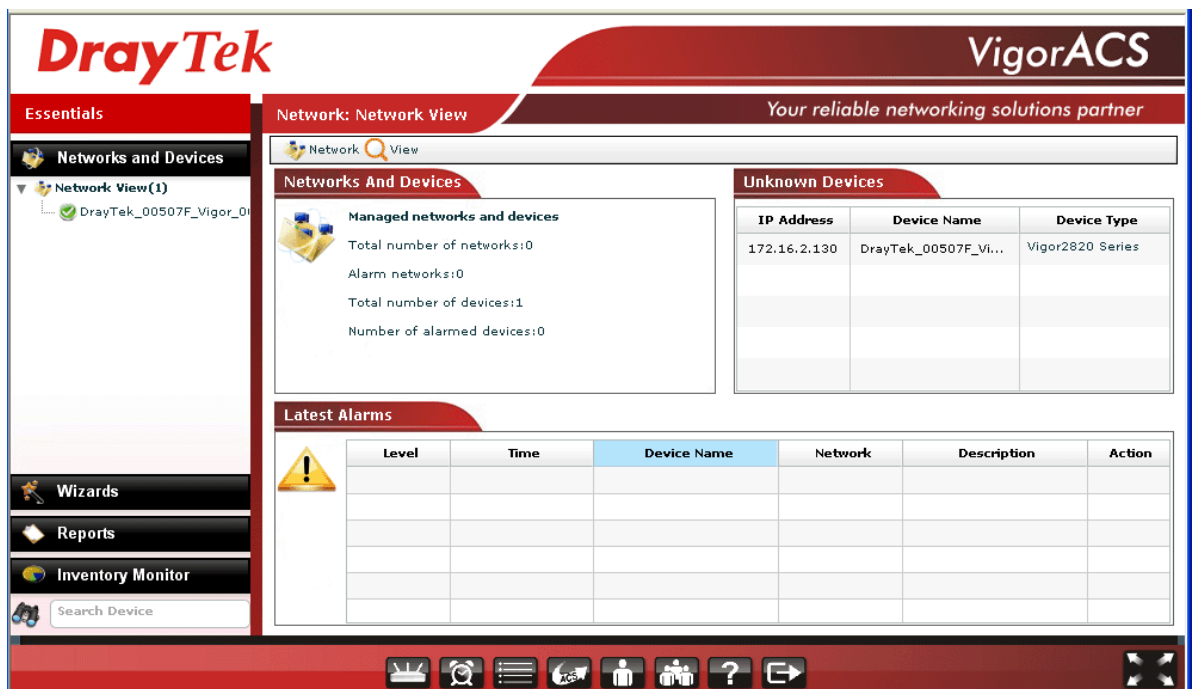 DrayTek
VigorACS
Essentials
Network: Network View
Your reliable networking solutions partner
Networks and Devices
Network View
Network View(1)
DrayTek_00507F_Vigor_0
Networks And Devices
Managed networks and devices
Total number of networks:0
Alarm networks:0
Total number of devices:1
Number of alarmed devices:0
Unknown Devices
IP Address Device Name Device Type
172.16.2.130 DrayTek_00507F_Vi... Vigor2820 Series
Latest Alarms
Level Time Device Name Network Description Action
Wizards
Reports
Inventory Monitor
Search Device
ACS
?